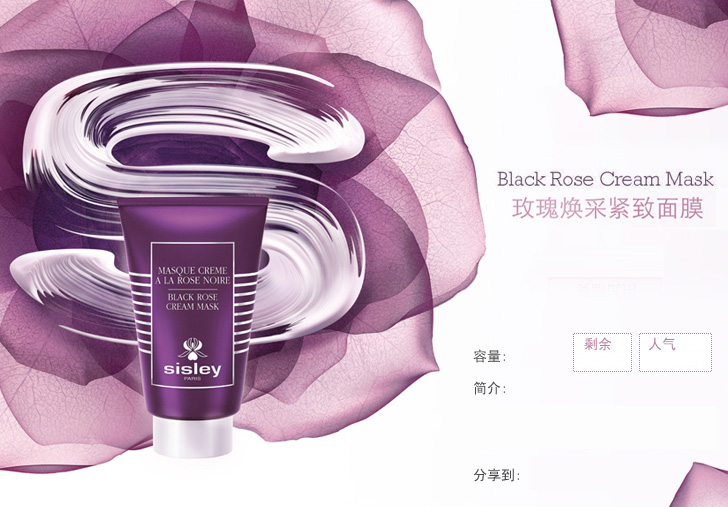 Black Rose Cream Mask
玫瑰焕采紧致面膜
MASQUE CREME
A LA ROSE NOIRE
BLACK ROSE
CREAM MASK
sisley
PARIS
剩余
人气
容量:
简介:
分享到: